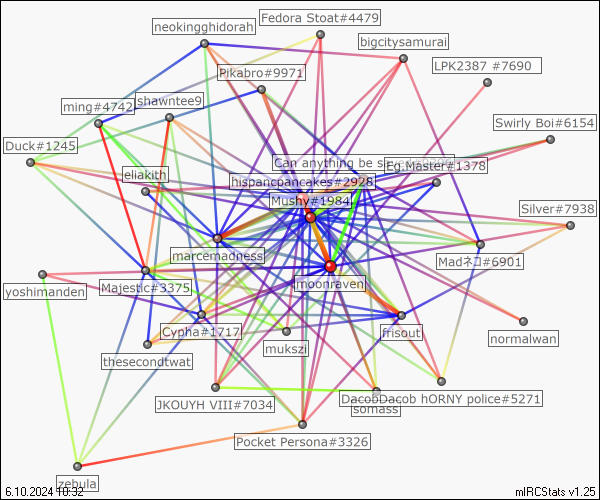 Fedora Stoat#4479
neokingghidorah
bigcitysamurai
LPK2387 #7690
Pikabro#9971
shawntee9
ming#4742
Swirly Boi#6154
Duck#1245
Can anything be
Eg.Master#1378
eliakith
hispanicpancakes#2928
Mushy#1984
Silver#7938
marcemadness
Madネコ#6901
moonraven
Majestic#3375
yoshimanden
Cypha#1717
frisout
normalwan
mukszi
thesecondtwat
DacobDacob hORNY police#5271
JKOUYH VIII#7034
somass
Pocket Persona#3326
zebula
6.10.2024 10:32
mIRCStats v1.25